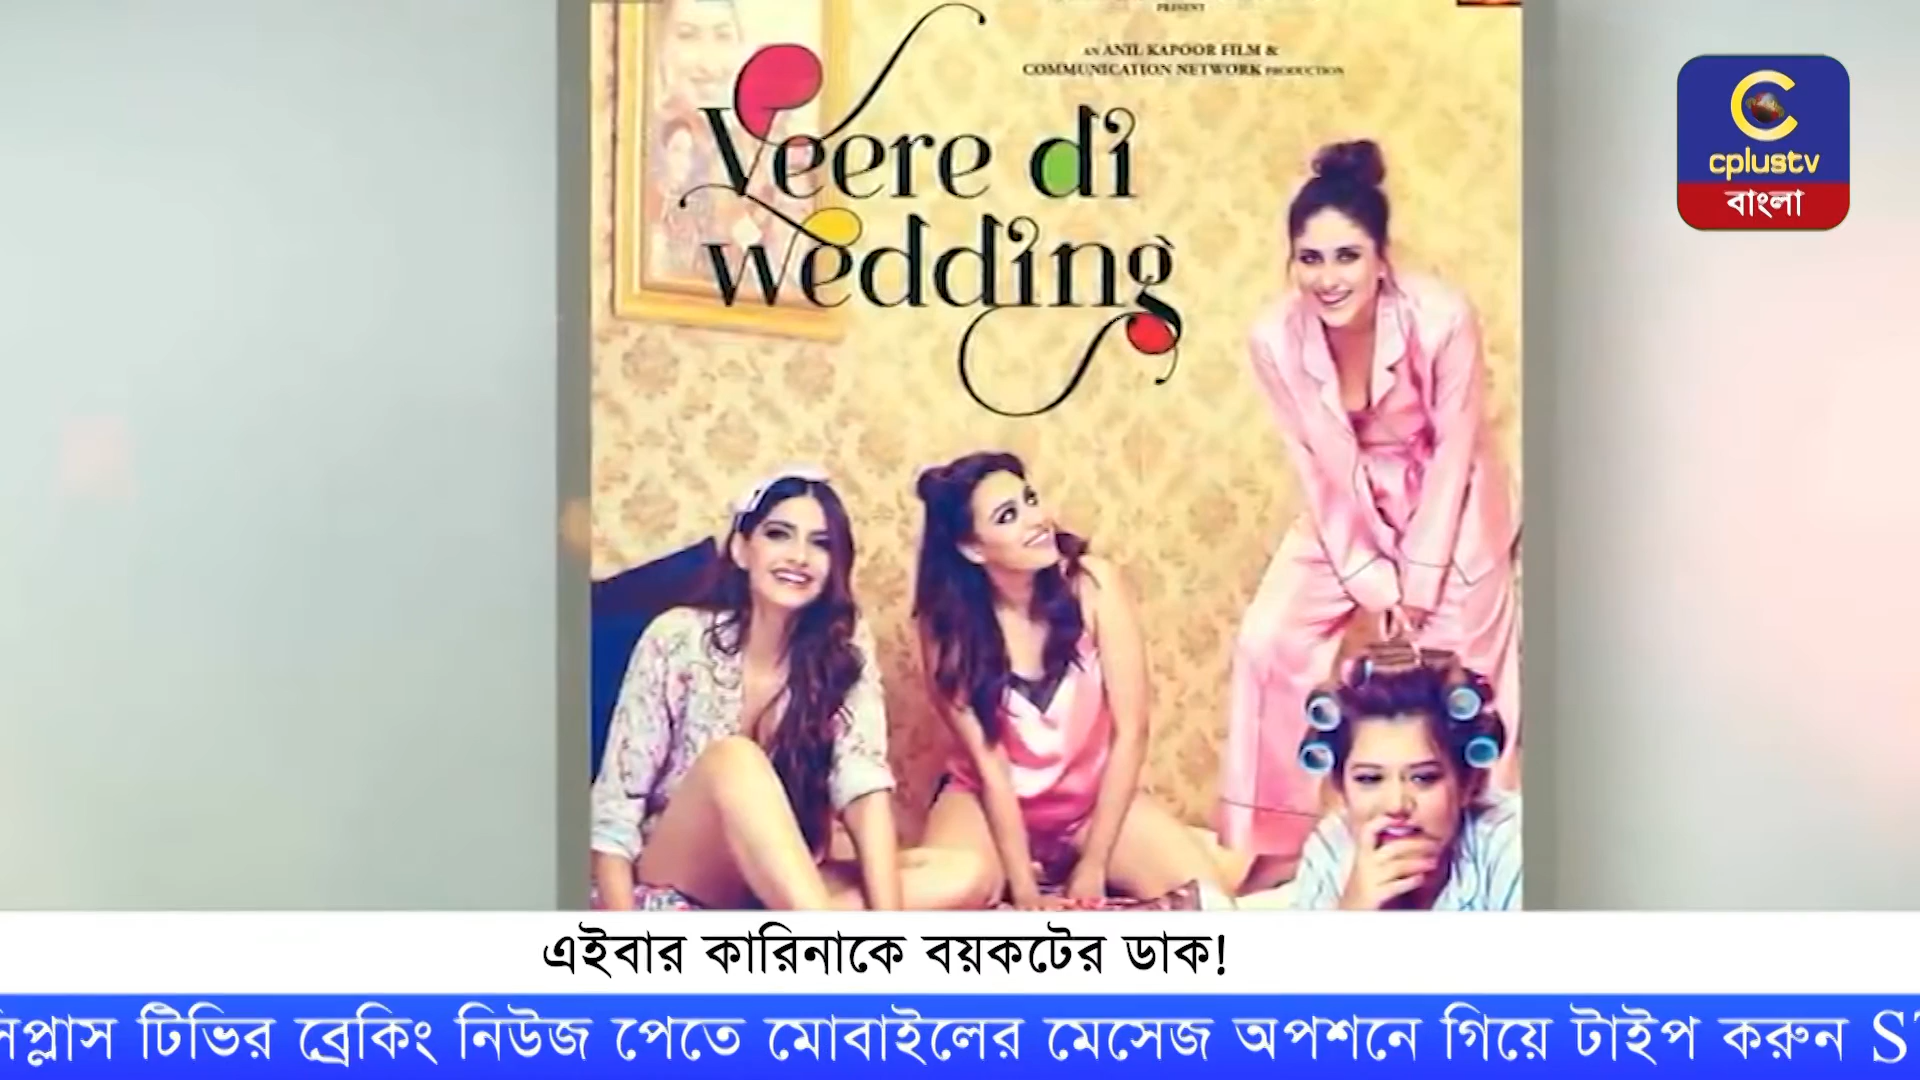 PRESENT
AN ANIL KAPOOR FILM &
COMMUNICATION NETWORK PRODUCTION
Veere di
wedding
cplustv
বাংলা
এইবার কারিনাকে বয়কটের ডাক!
টিভির ব্রেকিং নিউজ পেতে মোবাইলের মেসেজ অপশনে গিয়ে টাইপ করুন